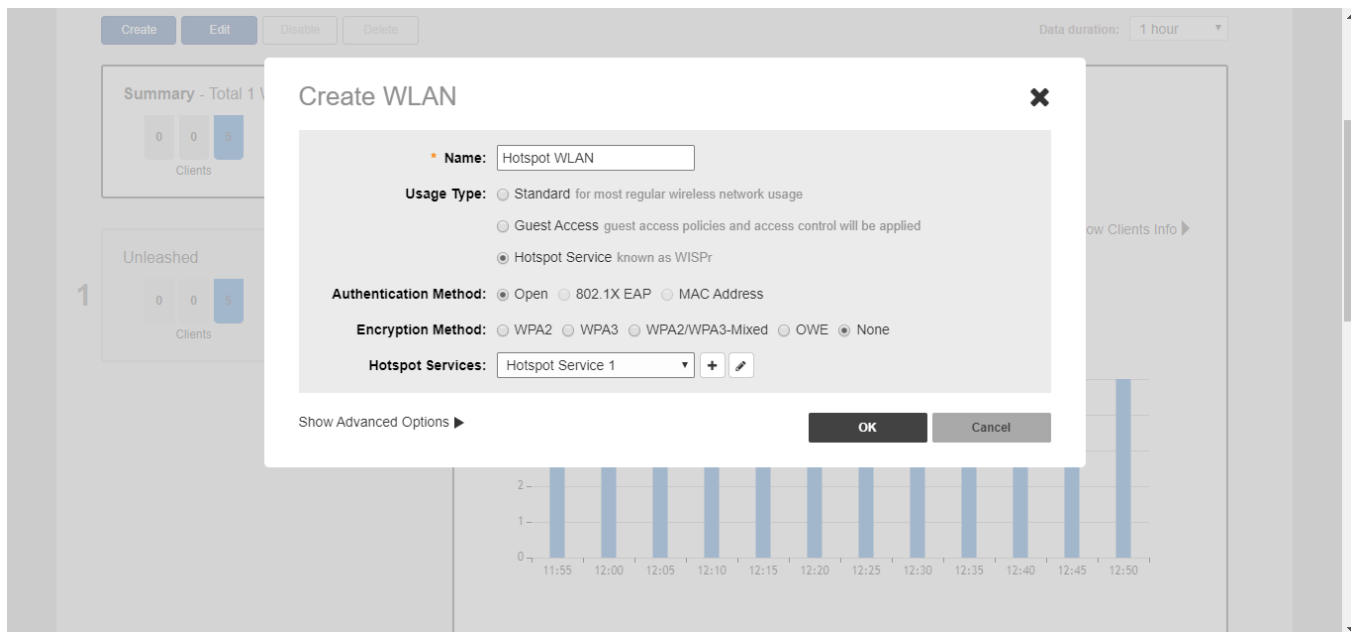 Create Edit Disable Delete Data duration: 1 hour
Summary - Total 1
0 0 5
Clients
Create WLAN
* Name: Hotspot WLAN
Usage Type: Standard for most regular wireless network usage
Guest Access guest access policies and access control will be applied
ow Clients Info
Hotspot Service known as WISPr
Unleashed
1
0 0 5
Clients
Authentication Method: Open 802.1X EAP MAC Address
Encryption Method: WPA2 WPA3 WPA2/WPA3-Mixed OWE None
Hotspot Services: Hotspot Service 1
Show Advanced Options
OK Cancel
2
1
0
11:55 12:00 12:05 12:10 12:15 12:20 12:25 12:30 12:35 12:40 12:45 12:50